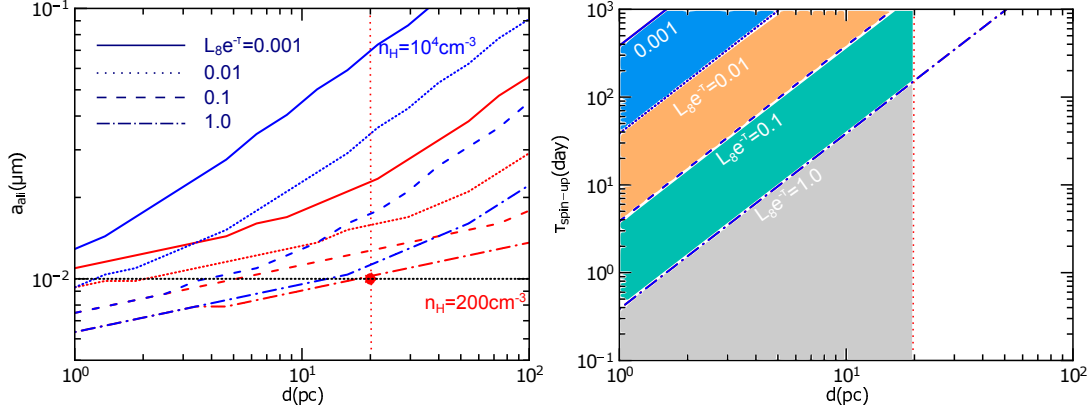 10⁻¹
10⁻²
a_ali(μm)
L₈e⁻ᵀ=0.001
0.01
0.1
1.0
n_H=10⁴cm⁻³
n_H=200cm⁻³
10⁰
10¹
10²
d(pc)
10³
10²
10¹
10⁰
10⁻¹
τ_spin-up(day)
0.001
L₈e⁻ᵀ=0.01
L₈e⁻ᵀ=0.1
L₈e⁻ᵀ=1.0
10⁰
10¹
10²
d(pc)